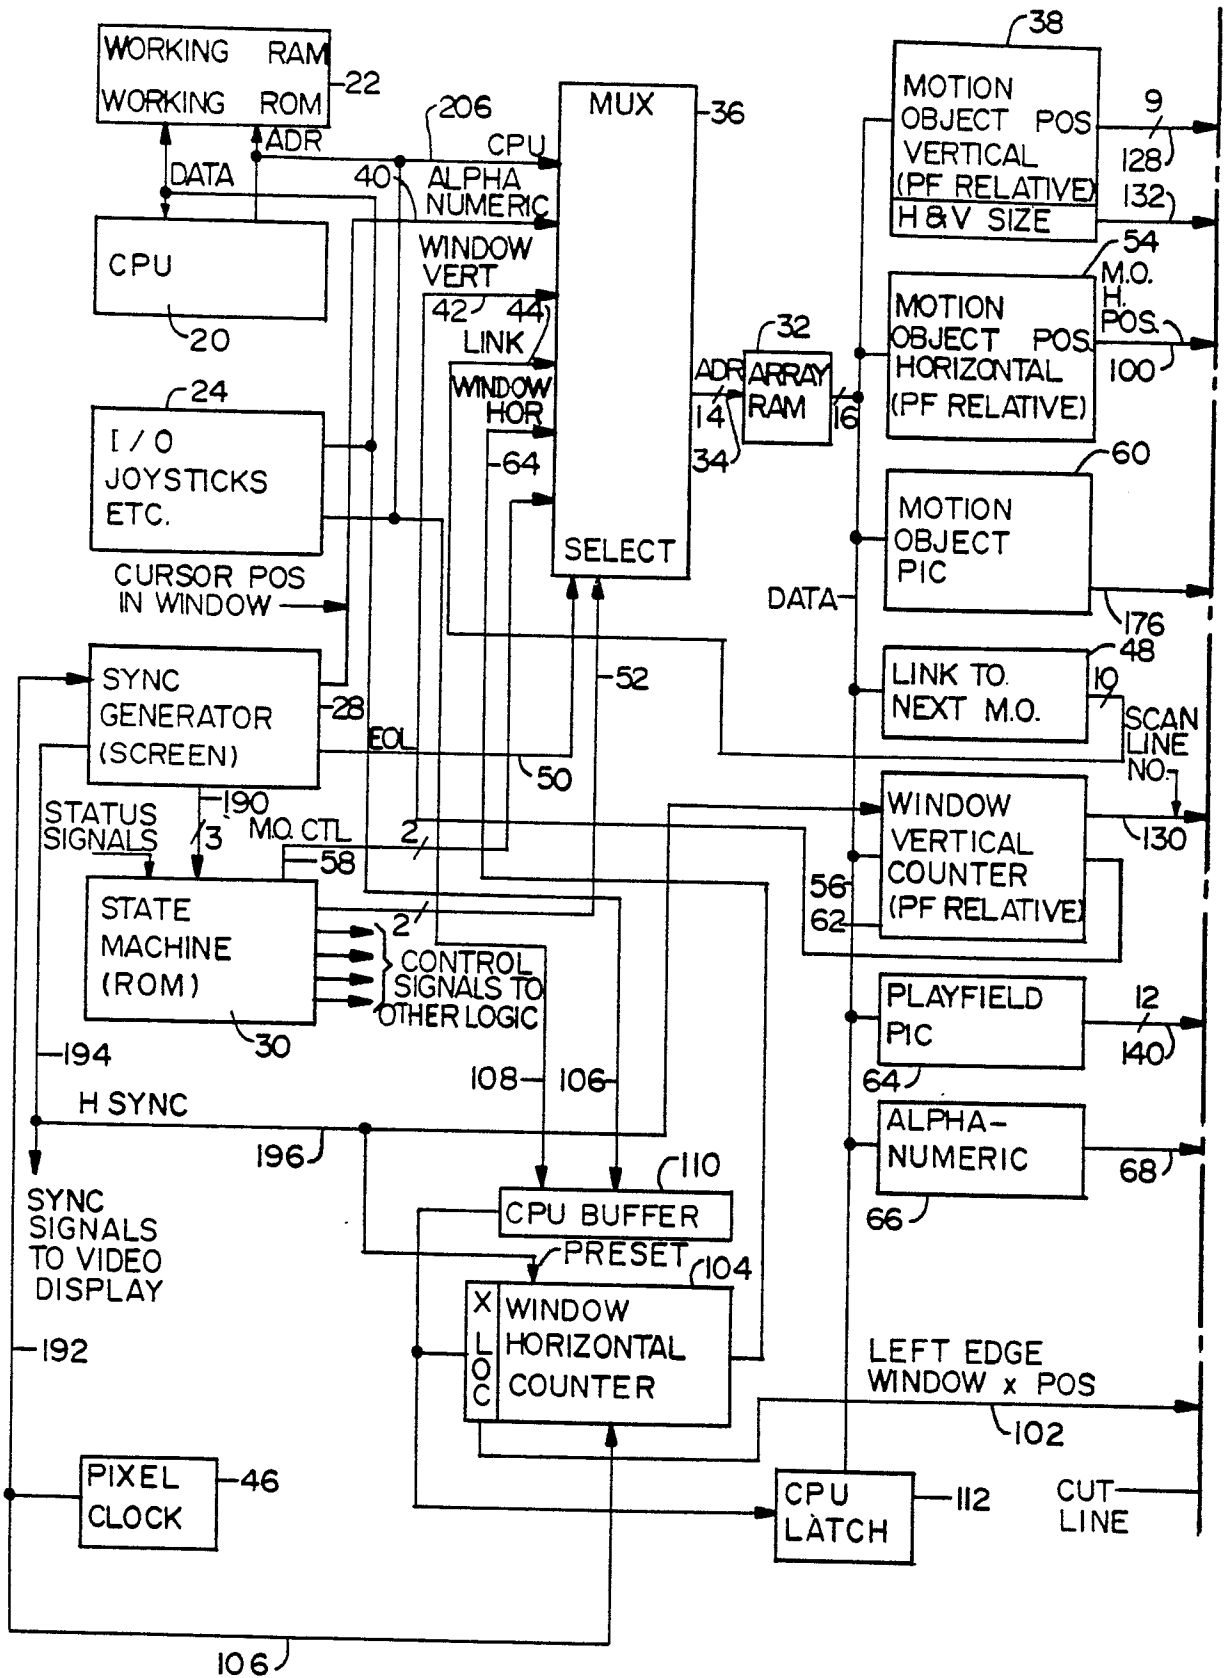 WORKING RAM
WORKING ROM
22
ADR
DATA
CPU
20
24
I/O
JOYSTICKS
ETC.
CURSOR POS
IN WINDOW
SYNC
GENERATOR
(SCREEN)
28
EOL
50
52
190
3
STATUS
SIGNALS
M.O. CTL
2
58
STATE
MACHINE
(ROM)
30
2
CONTROL
SIGNALS TO
OTHER LOGIC
194
H SYNC
196
SYNC
SIGNALS
TO VIDEO
DISPLAY
192
PIXEL
CLOCK
46
106
206
CPU
40
ALPHA
NUMERIC
WINDOW
VERT
42
44
LINK
WINDOW
HOR
64
MUX
36
SELECT
ADR
14
34
32
ARRAY
RAM
16
DATA
38
MOTION
OBJECT POS
VERTICAL
(PF RELATIVE)
H & V SIZE
9
128
132
54
MOTION
OBJECT POS.
HORIZONTAL
(PF RELATIVE)
M.O.
H.
POS.
100
60
MOTION
OBJECT
PIC
176
48
LINK TO.
NEXT M.O.
10
SCAN
LINE
NO.
WINDOW
VERTICAL
COUNTER
(PF RELATIVE)
130
56
62
PLAYFIELD
PIC
12
140
64
ALPHA-
NUMERIC
68
66
108
106
110
CPU BUFFER
PRESET
104
X LOC
WINDOW
HORIZONTAL
COUNTER
LEFT EDGE
WINDOW x POS
102
CPU
LATCH
112
CUT
LINE